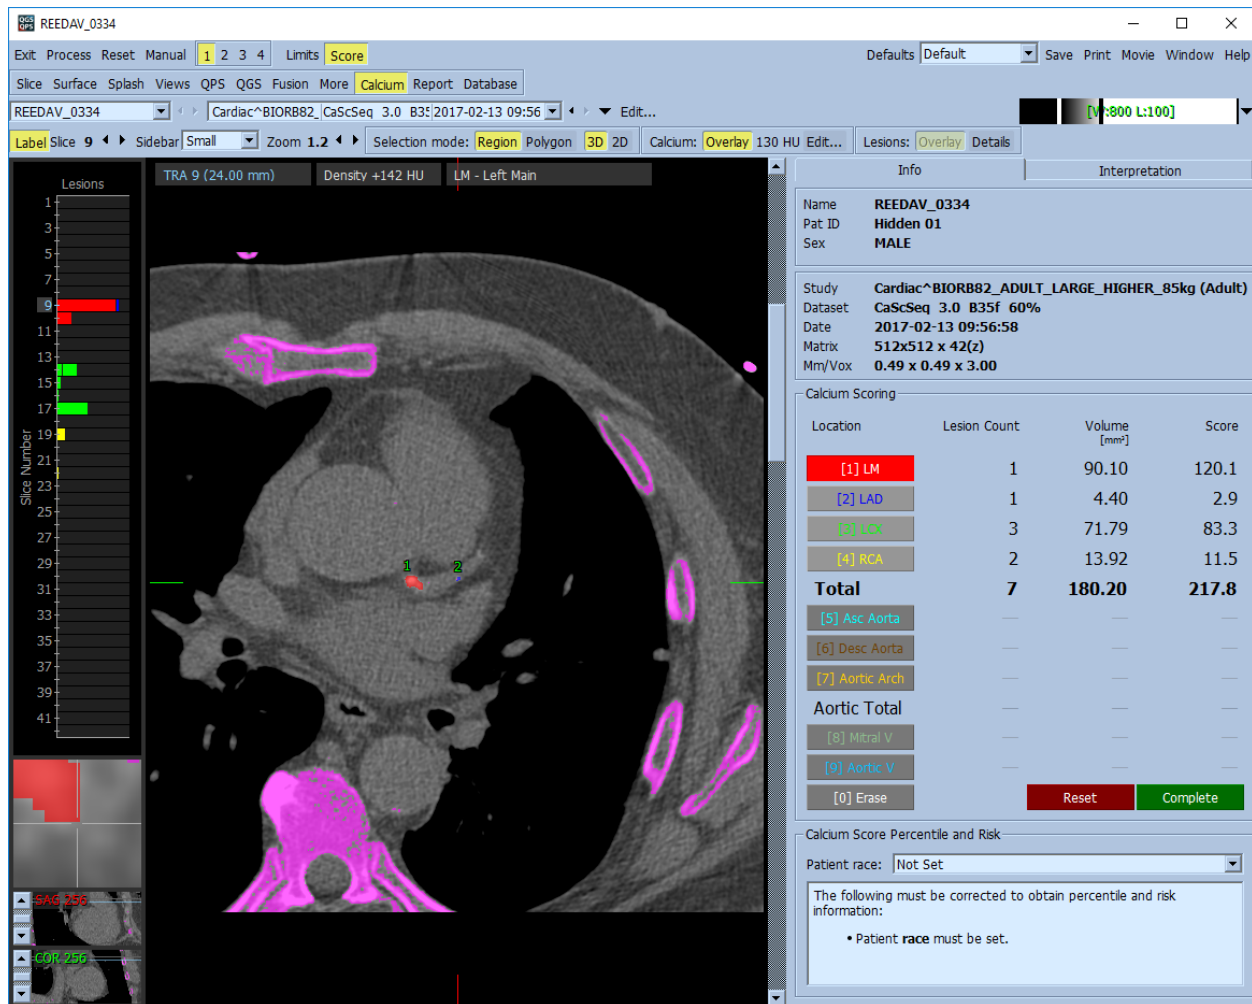 QGS QPS REEDAV_0334
Exit Process Reset Manual 1 2 3 4 Limits Score Defaults Default Save Print Movie Window Help
Slice Surface Splash Views QPS QGS Fusion More Calcium Report Database
REEDAV_0334 Cardiac^BIORB82_ CaScSeq 3.0 B35f 2017-02-13 09:56 Edit... [W:800 L:100]
Label Slice 9 Sidebar Small Zoom 1.2 Selection mode: Region Polygon 3D 2D Calcium: Overlay 130 HU Edit... Lesions: Overlay Details
Lesions
1
3
5
7
9
11
13
15
17
19
21
23
25
27
29
31
33
35
37
39
41
Slice Number
SAG 256
COR 256
TRA 9 (24.00 mm) Density +142 HU LM - Left Main
1 2
Info Interpretation
Name REEDAV_0334
Pat ID Hidden 01
Sex MALE
Study Cardiac^BIORB82_ADULT_LARGE_HIGHER_85kg (Adult)
Dataset CaScSeq 3.0 B35f 60%
Date 2017-02-13 09:56:58
Matrix 512x512 x 42(z)
Mm/Vox 0.49 x 0.49 x 3.00
Calcium Scoring
Location Lesion Count Volume [mm³] Score
[1] LM 1 90.10 120.1
[2] LAD 1 4.40 2.9
[3] LCX 3 71.79 83.3
[4] RCA 2 13.92 11.5
Total 7 180.20 217.8
[5] Asc Aorta — — —
[6] Desc Aorta — — —
[7] Aortic Arch — — —
Aortic Total — — —
[8] Mitral V — — —
[9] Aortic V — — —
[0] Erase Reset Complete
Calcium Score Percentile and Risk
Patient race: Not Set
The following must be corrected to obtain percentile and risk
information:
• Patient race must be set.